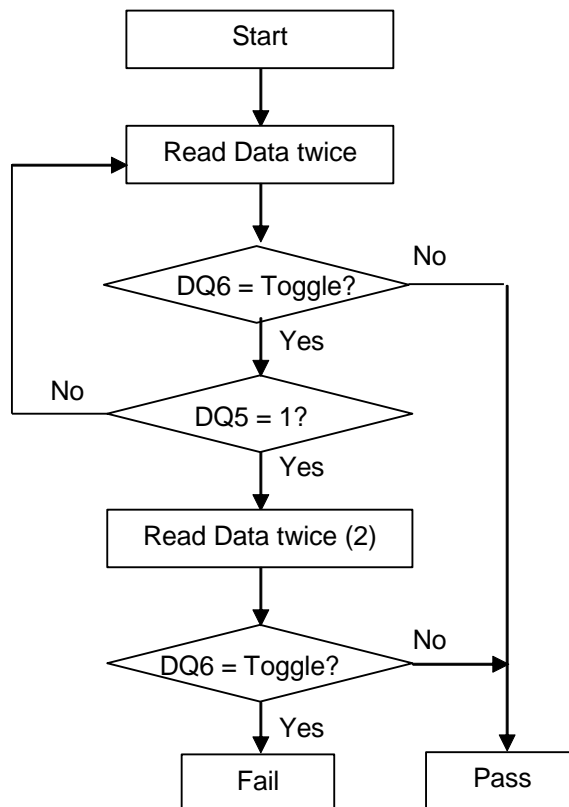 Start
Read Data twice
No
DQ6 = Toggle?
Yes
No
DQ5 = 1?
Yes
Read Data twice (2)
No
DQ6 = Toggle?
Yes
Fail
Pass